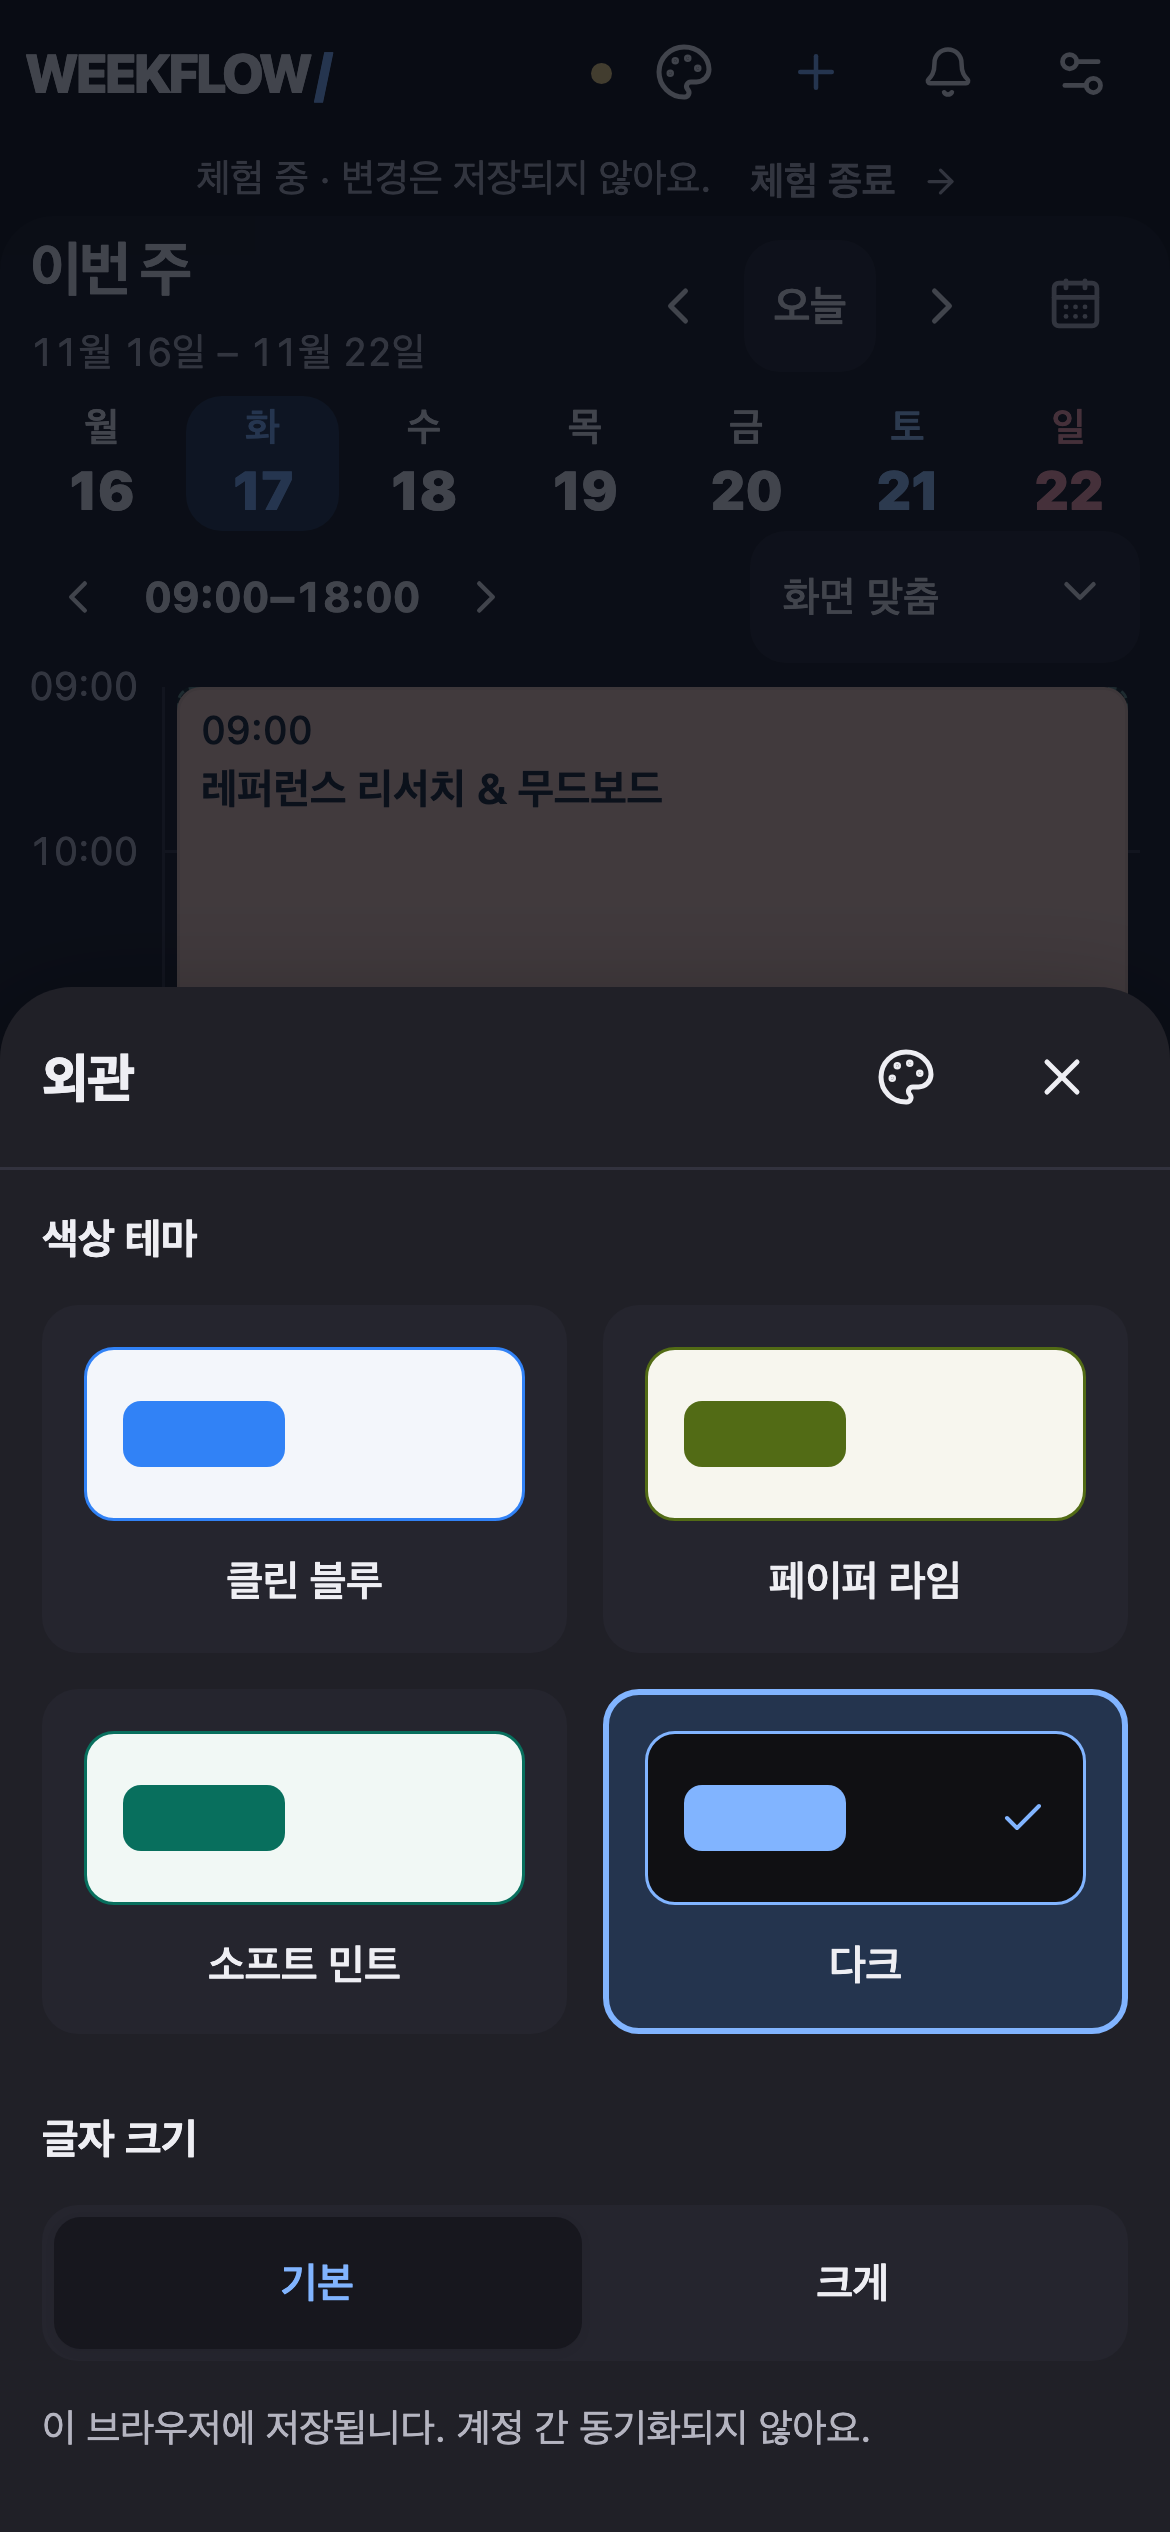 WEEKFLOW/
체험 중 · 변경은 저장되지 않아요. 체험 종료 →
이번 주
오늘
11월 16일 – 11월 22일
월 화 수 목 금 토 일
16 17 18 19 20 21 22
09:00–18:00
화면 맞춤
09:00
09:00
레퍼런스 리서치 & 무드보드
10:00
외관
색상 테마
클린 블루
페이퍼 라임
소프트 민트
다크
글자 크기
기본
크게
이 브라우저에 저장됩니다. 계정 간 동기화되지 않아요.